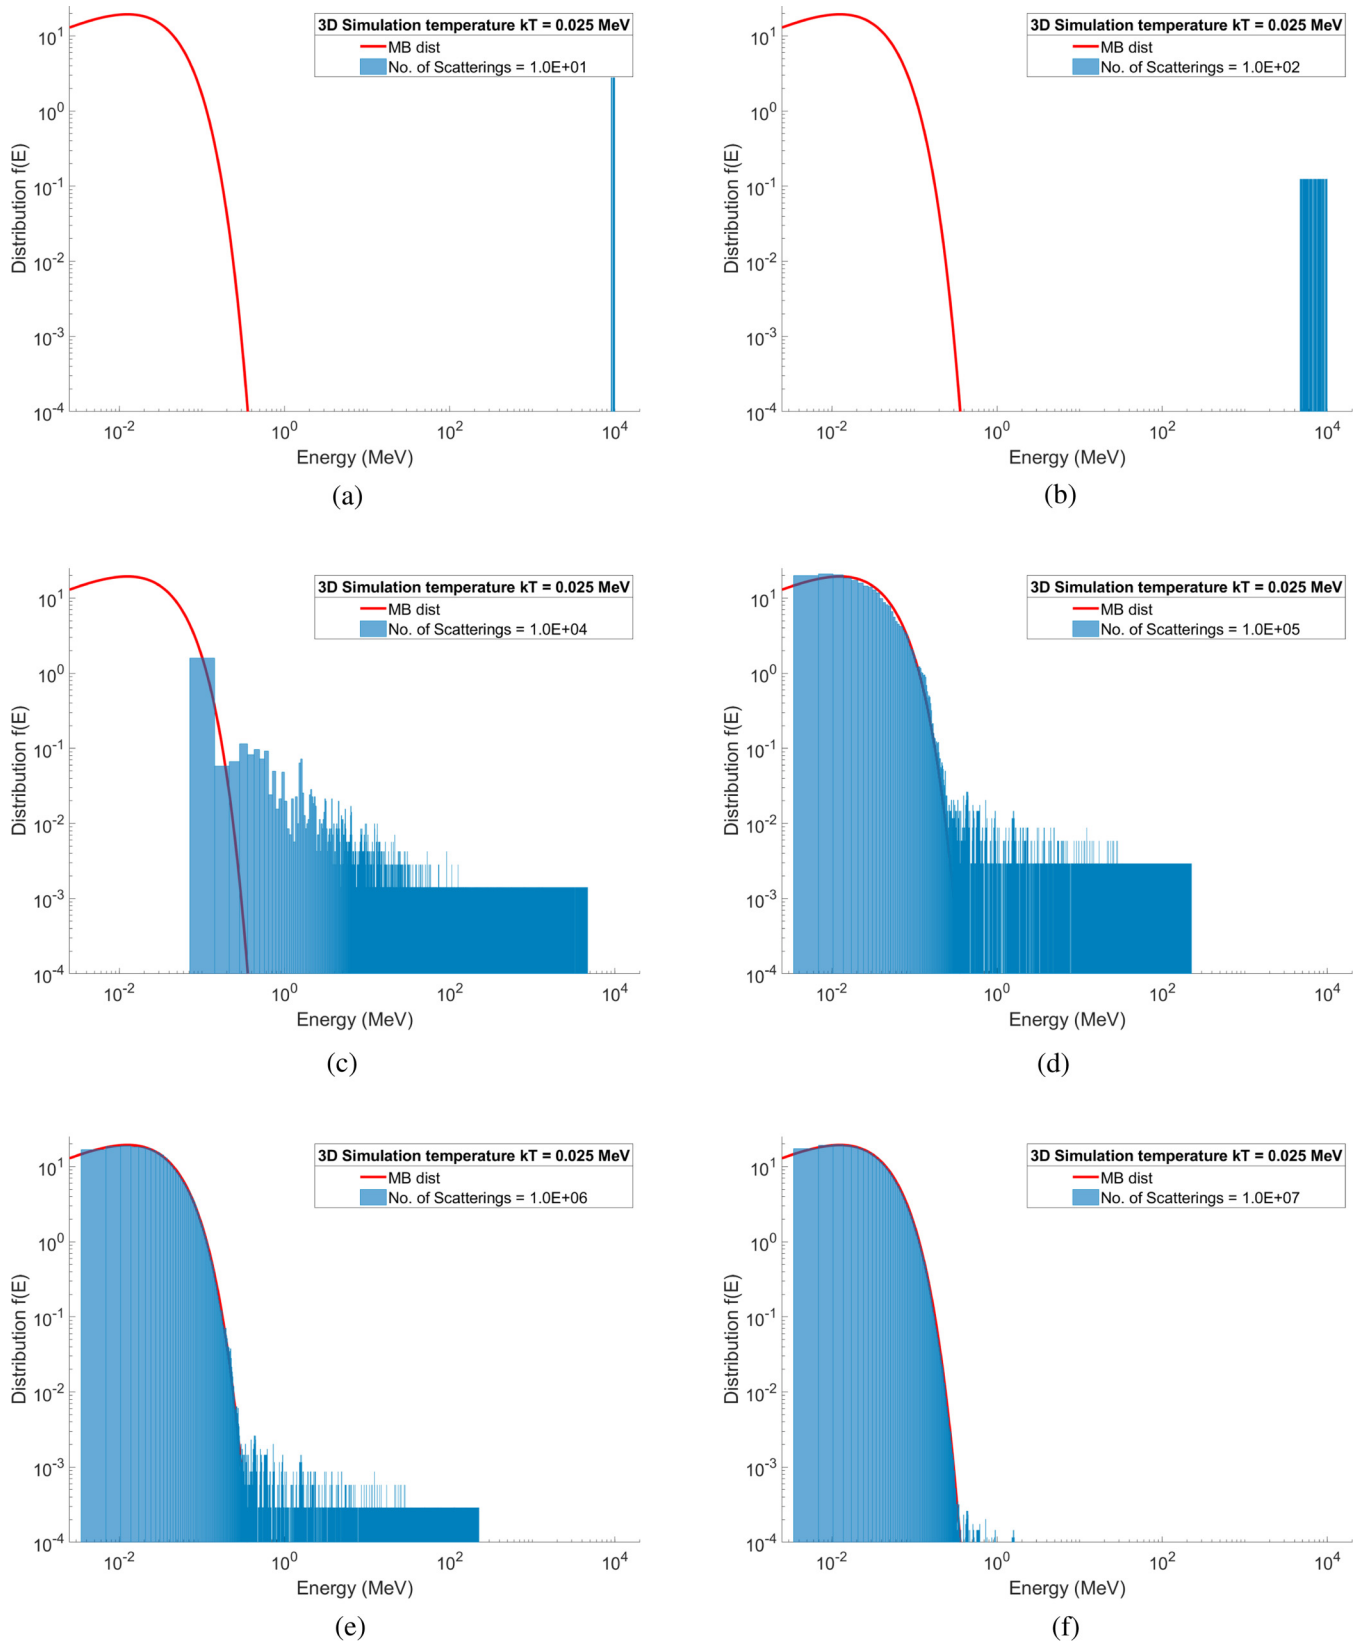 3D Simulation temperature kT = 0.025 MeV
MB dist
No. of Scatterings = 1.0E+01
10^1
10^0
10^-1
10^-2
10^-3
10^-4
Distribution f(E)
10^-2 10^0 10^2 10^4
Energy (MeV)
(a)
3D Simulation temperature kT = 0.025 MeV
MB dist
No. of Scatterings = 1.0E+02
10^1
10^0
10^-1
10^-2
10^-3
10^-4
Distribution f(E)
10^-2 10^0 10^2 10^4
Energy (MeV)
(b)
3D Simulation temperature kT = 0.025 MeV
MB dist
No. of Scatterings = 1.0E+04
10^1
10^0
10^-1
10^-2
10^-3
10^-4
Distribution f(E)
10^-2 10^0 10^2 10^4
Energy (MeV)
(c)
3D Simulation temperature kT = 0.025 MeV
MB dist
No. of Scatterings = 1.0E+05
10^1
10^0
10^-1
10^-2
10^-3
10^-4
Distribution f(E)
10^-2 10^0 10^2 10^4
Energy (MeV)
(d)
3D Simulation temperature kT = 0.025 MeV
MB dist
No. of Scatterings = 1.0E+06
10^1
10^0
10^-1
10^-2
10^-3
10^-4
Distribution f(E)
10^-2 10^0 10^2 10^4
Energy (MeV)
(e)
3D Simulation temperature kT = 0.025 MeV
MB dist
No. of Scatterings = 1.0E+07
10^1
10^0
10^-1
10^-2
10^-3
10^-4
Distribution f(E)
10^-2 10^0 10^2 10^4
Energy (MeV)
(f)